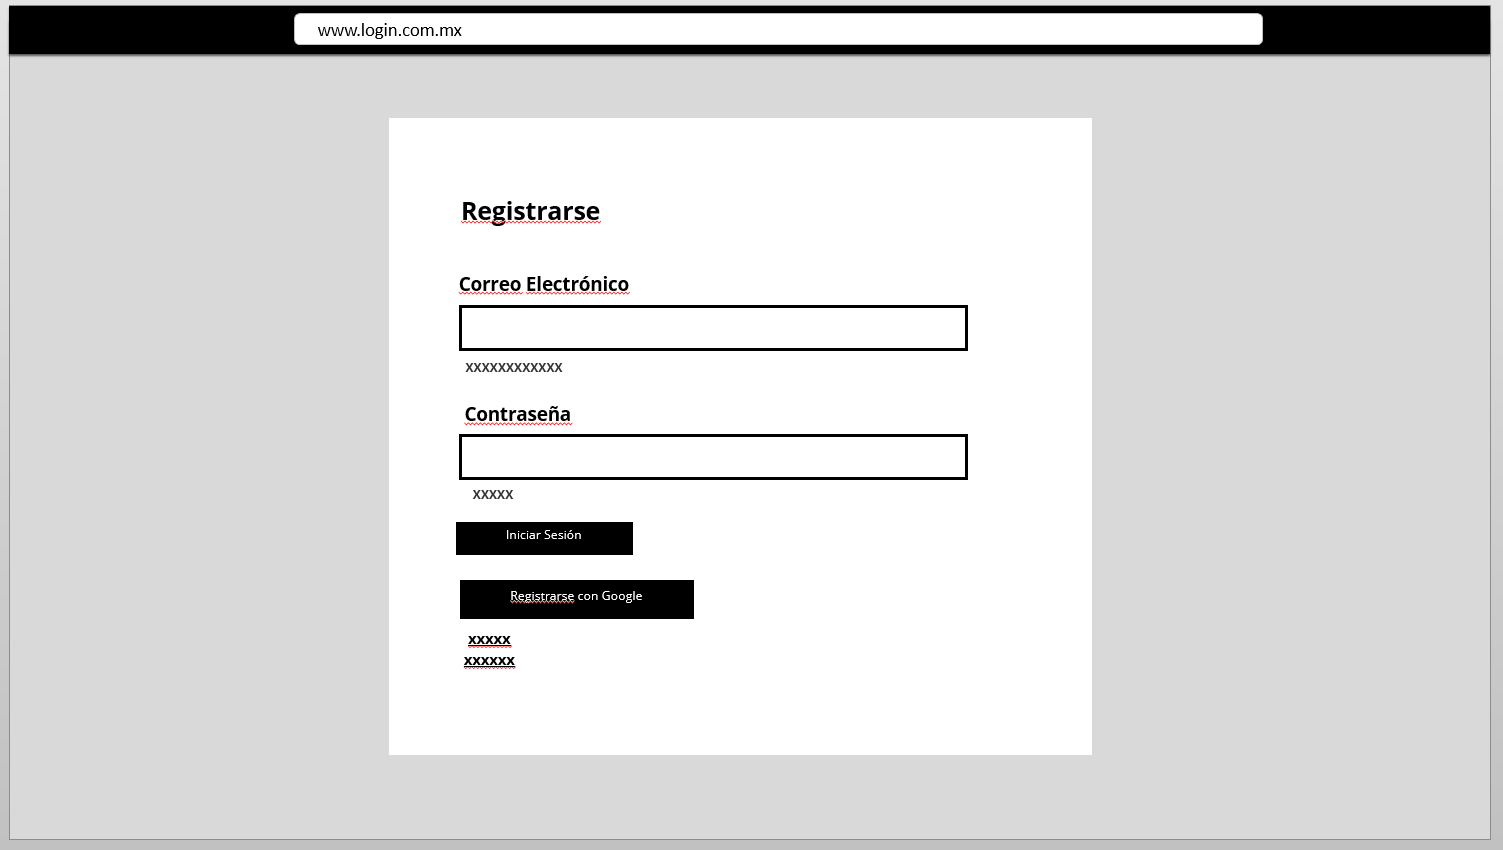 www.login.com.mx
Registrarse
Correo Electrónico
xxxxxxxxxxxx
Contraseña
xxxxx
Iniciar Sesión
Registrarse con Google
xxxxx
xxxxxx